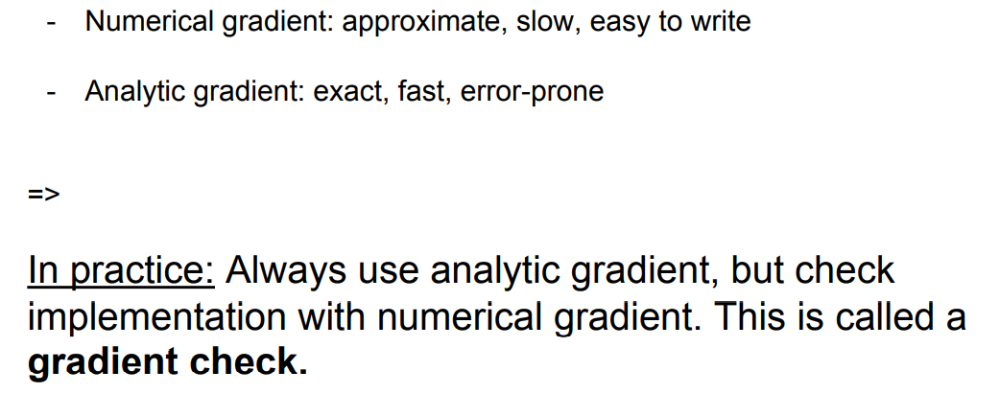 - Numerical gradient: approximate, slow, easy to write
- Analytic gradient: exact, fast, error-prone
=>
In practice: Always use analytic gradient, but check
implementation with numerical gradient. This is called a
gradient check.